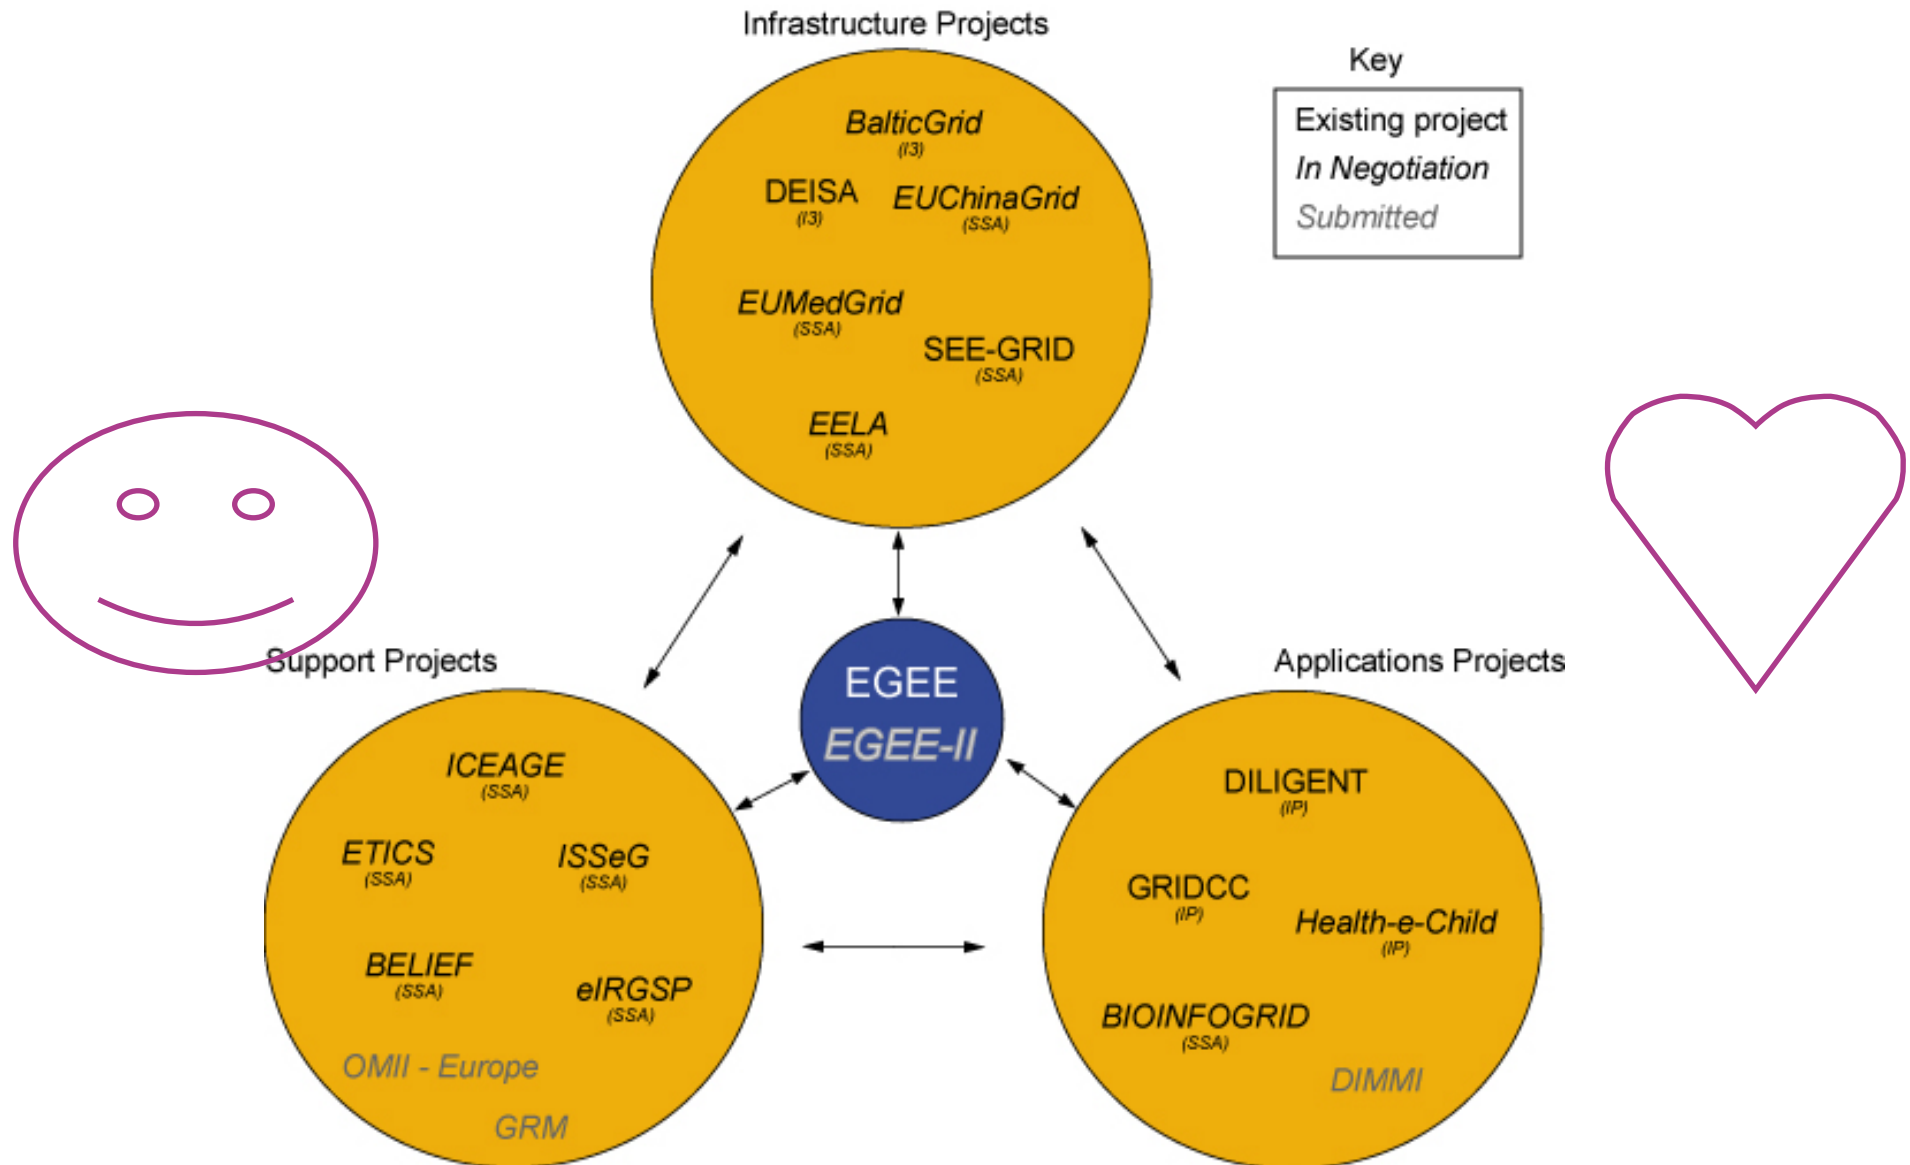 Infrastructure Projects
Key
Existing project
In Negotiation
Submitted
BalticGrid
(I3)
DEISA
(I3)
EUChinaGrid
(SSA)
EUMedGrid
(SSA)
SEE-GRID
(SSA)
EELA
(SSA)
Support Projects
Applications Projects
EGEE
EGEE-II
ICEAGE
(SSA)
ETICS
(SSA)
ISSeG
(SSA)
BELIEF
(SSA)
eIRGSP
(SSA)
OMII - Europe
GRM
DILIGENT
(IP)
GRIDCC
(IP)
Health-e-Child
(IP)
BIOINFOGRID
(SSA)
DIMMI